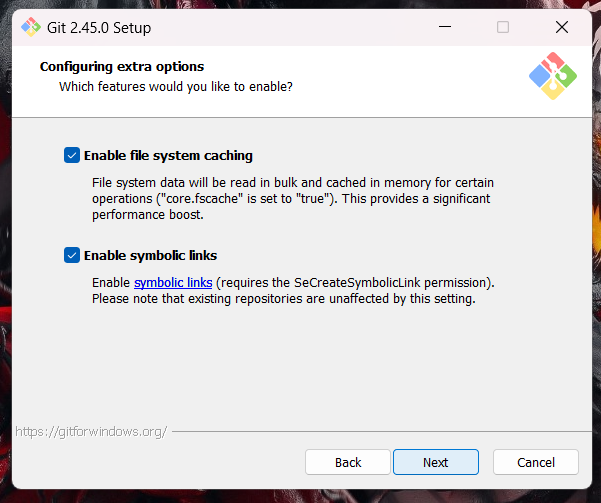 Git 2.45.0 Setup
Configuring extra options
Which features would you like to enable?
Enable file system caching
File system data will be read in bulk and cached in memory for certain
operations ("core.fscache" is set to "true"). This provides a significant
performance boost.
Enable symbolic links
Enable symbolic links (requires the SeCreateSymbolicLink permission).
Please note that existing repositories are unaffected by this setting.
https://gitforwindows.org/
Back
Next
Cancel